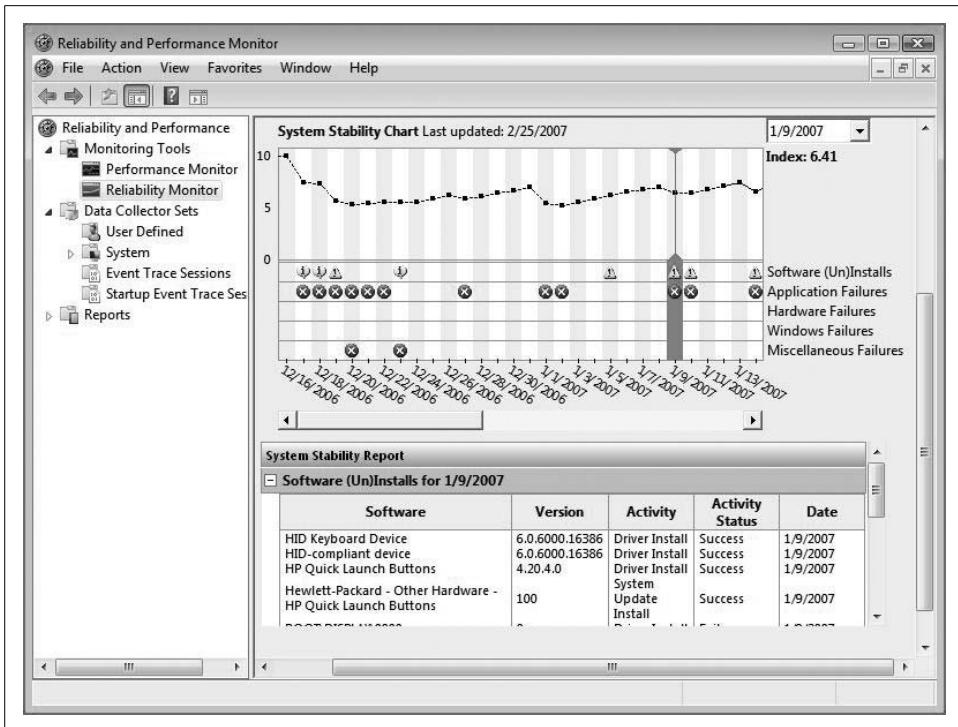 Reliability and Performance Monitor
File Action View Favorites Window Help
Reliability and Performance
Monitoring Tools
Performance Monitor
Reliability Monitor
Data Collector Sets
User Defined
System
Event Trace Sessions
Startup Event Trace Ses
Reports
System Stability Chart Last updated: 2/25/2007
1/9/2007
Index: 6.41
10
5
0
Software (Un)Installs
Application Failures
Hardware Failures
Windows Failures
Miscellaneous Failures
12/16/2006
12/18/2006
12/20/2006
12/22/2006
12/24/2006
12/26/2006
12/28/2006
12/30/2006
1/1/2007
1/3/2007
1/5/2007
1/7/2007
1/9/2007
1/11/2007
1/13/2007
System Stability Report
Software (Un)Installs for 1/9/2007
Software Version Activity Activity Status Date
HID Keyboard Device 6.0.6000.16386 Driver Install Success 1/9/2007
HID-compliant device 6.0.6000.16386 Driver Install Success 1/9/2007
HP Quick Launch Buttons 4.20.4.0 Driver Install Success 1/9/2007
Hewlett-Packard - Other Hardware - HP Quick Launch Buttons 100 System Update Install Success 1/9/2007